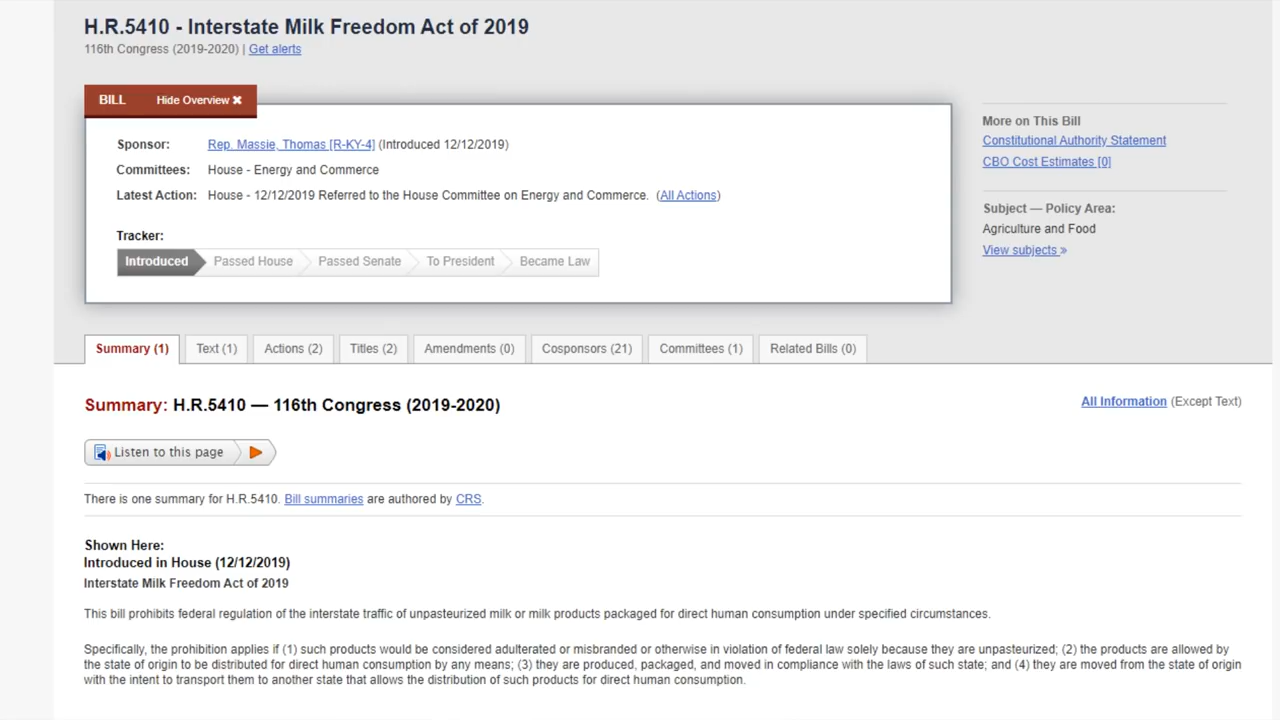 H.R.5410 - Interstate Milk Freedom Act of 2019
116th Congress (2019-2020) | Get alerts
BILL Hide Overview ✖
Sponsor: Rep. Massie, Thomas [R-KY-4] (Introduced 12/12/2019)
Committees: House - Energy and Commerce
Latest Action: House - 12/12/2019 Referred to the House Committee on Energy and Commerce. (All Actions)
Tracker:
Introduced Passed House Passed Senate To President Became Law
More on This Bill
Constitutional Authority Statement
CBO Cost Estimates [0]
Subject — Policy Area:
Agriculture and Food
View subjects »
Summary (1) Text (1) Actions (2) Titles (2) Amendments (0) Cosponsors (21) Committees (1) Related Bills (0)
Summary: H.R.5410 — 116th Congress (2019-2020)
All Information (Except Text)
Listen to this page
There is one summary for H.R.5410. Bill summaries are authored by CRS.
Shown Here:
Introduced in House (12/12/2019)
Interstate Milk Freedom Act of 2019
This bill prohibits federal regulation of the interstate traffic of unpasteurized milk or milk products packaged for direct human consumption under specified circumstances.
Specifically, the prohibition applies if (1) such products would be considered adulterated or misbranded or otherwise in violation of federal law solely because they are unpasteurized; (2) the products are allowed by
the state of origin to be distributed for direct human consumption by any means; (3) they are produced, packaged, and moved in compliance with the laws of such state; and (4) they are moved from the state of origin
with the intent to transport them to another state that allows the distribution of such products for direct human consumption.